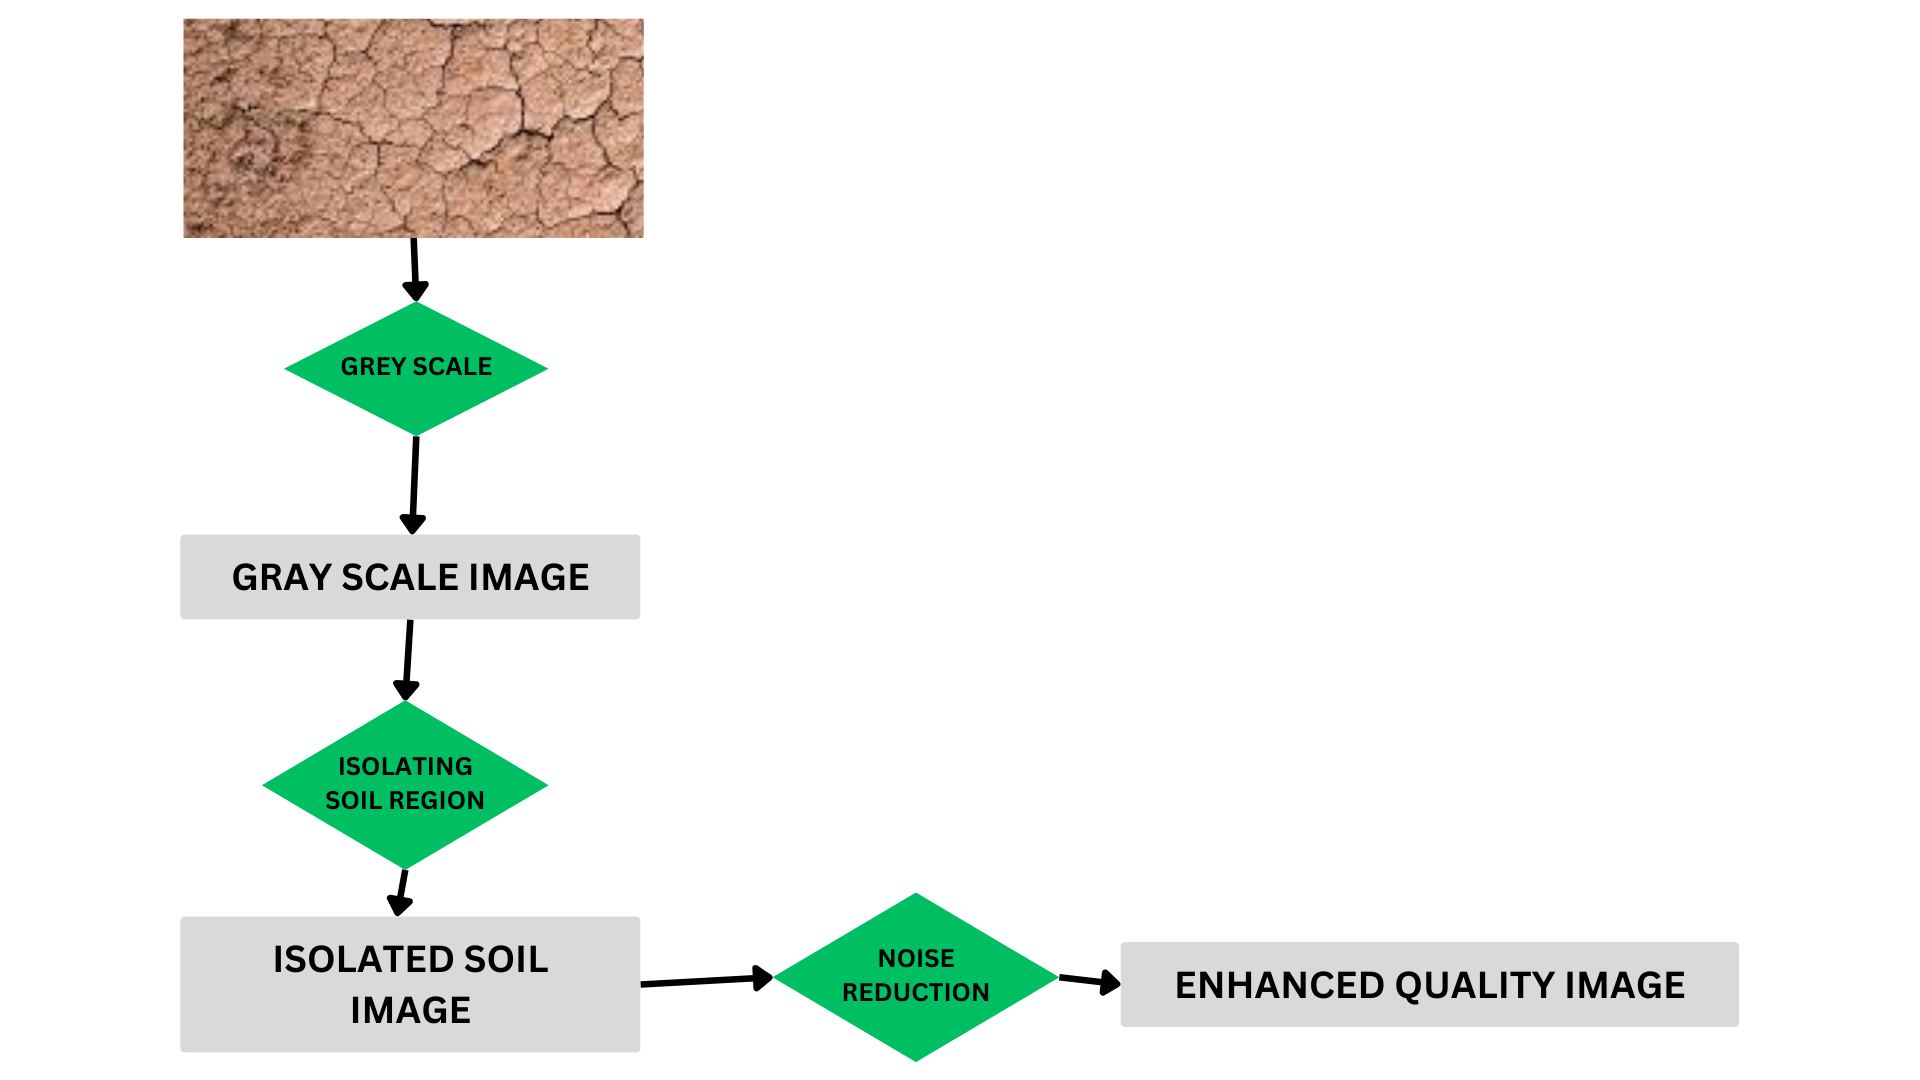 GREY SCALE
GRAY SCALE IMAGE
ISOLATING
SOIL REGION
ISOLATED SOIL
IMAGE
NOISE
REDUCTION
ENHANCED QUALITY IMAGE